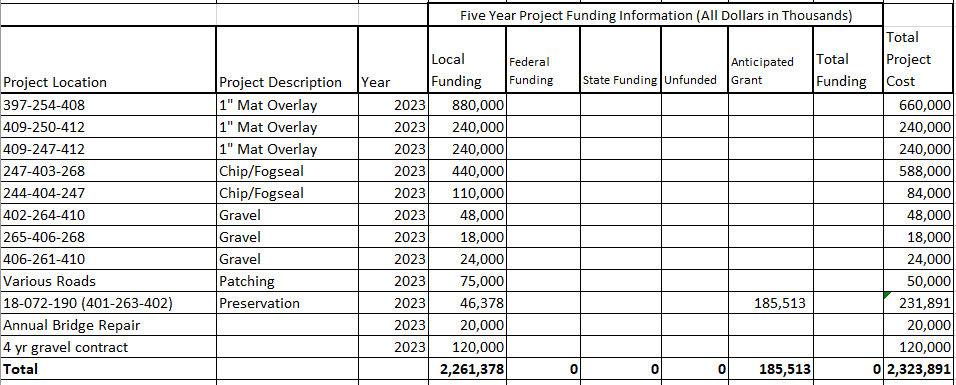 Five Year Project Funding Information (All Dollars in Thousands)
Project Location Project Description Year Local Funding Federal Funding State Funding Unfunded Anticipated Grant Total Funding Total Project Cost
397-254-408 1" Mat Overlay 2023 880,000 660,000
409-250-412 1" Mat Overlay 2023 240,000 240,000
409-247-412 1" Mat Overlay 2023 240,000 240,000
247-403-268 Chip/Fogseal 2023 440,000 588,000
244-404-247 Chip/Fogseal 2023 110,000 84,000
402-264-410 Gravel 2023 48,000 48,000
265-406-268 Gravel 2023 18,000 18,000
406-261-410 Gravel 2023 24,000 24,000
Various Roads Patching 2023 75,000 50,000
18-072-190 (401-263-402) Preservation 2023 46,378 185,513 231,891
Annual Bridge Repair 2023 20,000 20,000
4 yr gravel contract 2023 120,000 120,000
Total 2,261,378 0 0 0 185,513 0 2,323,891